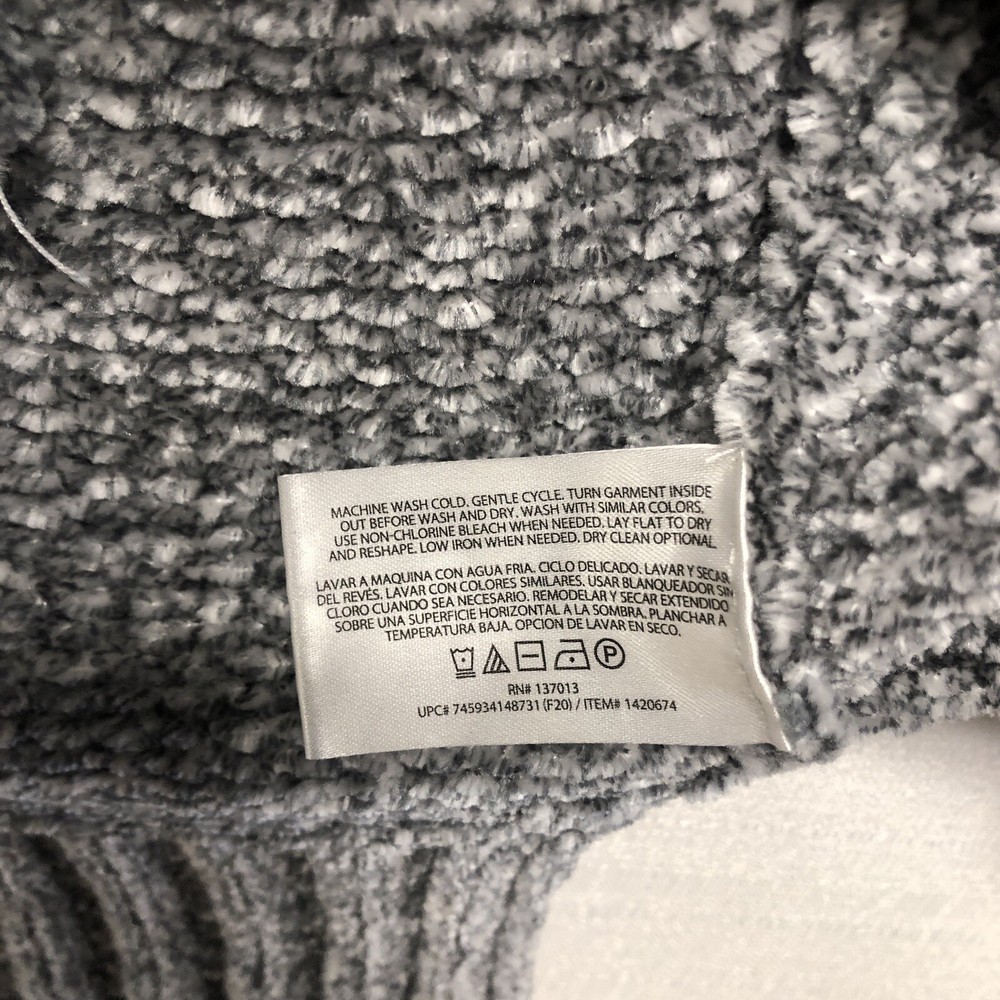 MACHINE WASH COLD. GENTLE CYCLE. TURN GARMENT INSIDE
OUT BEFORE WASH AND DRY. WASH WITH SIMILAR COLORS.
USE NON-CHLORINE BLEACH WHEN NEEDED. LAY FLAT TO DRY
AND RESHAPE. LOW IRON WHEN NEEDED. DRY CLEAN OPTIONAL.
LAVAR A MAQUINA CON AGUA FRIA. CICLO DELICADO. LAVAR Y SECAR
DEL REVÉS. LAVAR CON COLORES SIMILARES. USAR BLANQUEADOR SIN
CLORO CUANDO SEA NECESARIO. REMODELAR Y SECAR EXTENDIDO
SOBRE UNA SUPERFICIE HORIZONTAL A LA SOMBRA. PLANCHAR A
TEMPERATURA BAJA. OPCION DE LAVAR EN SECO.
P
RN# 137013
UPC# 745934148731 (F20) / ITEM# 1420674